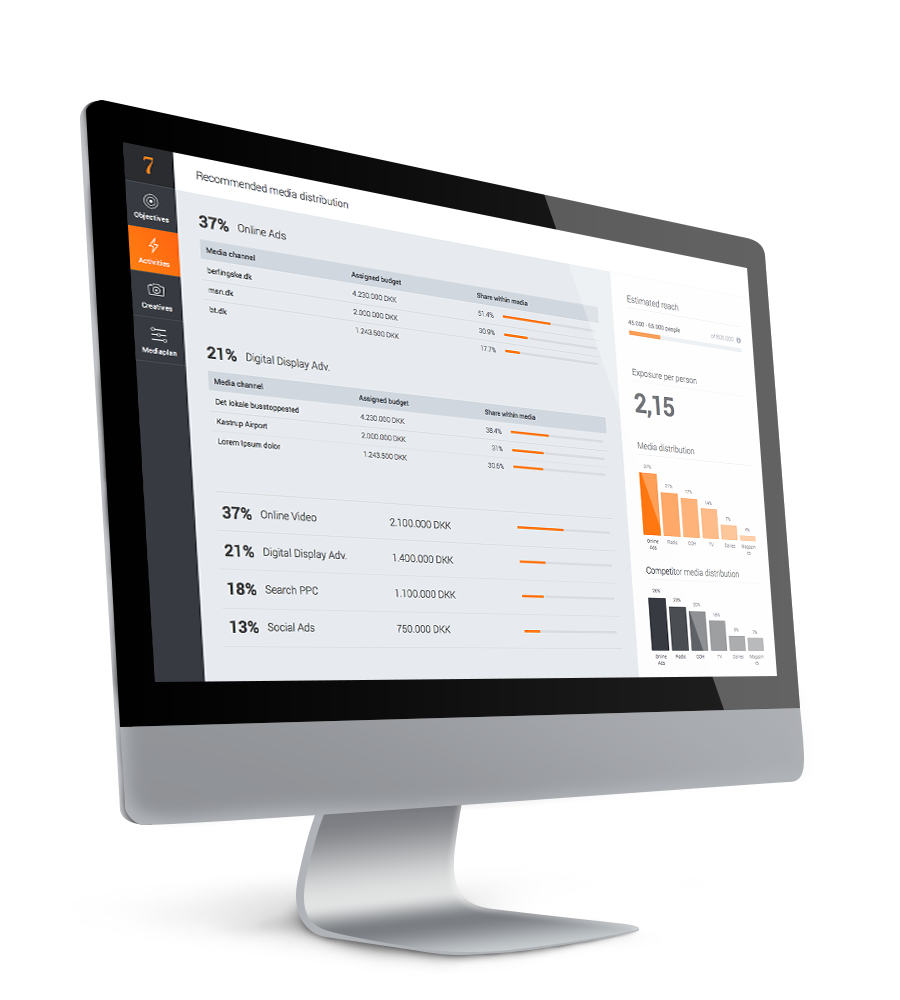 7
Objectives
Activities
Creatives
Mediaplan
Recommended media distribution
37% Online Ads
Media channel Assigned budget Share within media
berlingske.dk 4.230.000 DKK 51.4%
msn.dk 2.000.000 DKK 30.9%
bt.dk 1.243.500 DKK 17.7%
21% Digital Display Adv.
Media channel Assigned budget Share within media
Det lokale busstoppested 4.230.000 DKK 38.4%
Kastrup Airport 2.000.000 DKK 31%
Lorem Ipsum dolor 1.243.500 DKK 30.6%
37% Online Video 2.100.000 DKK
21% Digital Display Adv. 1.400.000 DKK
18% Search PPC 1.100.000 DKK
13% Social Ads 750.000 DKK
Estimated reach
45.000 - 65.000 people
Exposure per person
2,15
Media distribution
Online Radio OOH TV Dailies Magazin
Ads
Competitor media distribution
26%
Online Radio OOH TV Dailies Magazin
Ads